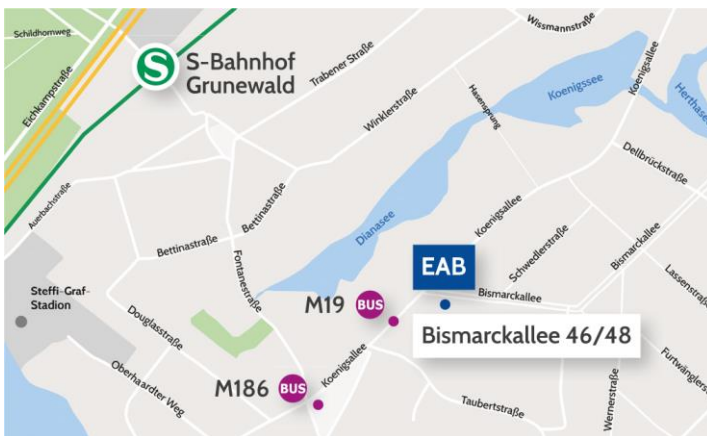 Schildhornweg
Eichkampstraße
S
S-Bahnhof
Grunewald
Trabener Straße
Wissmannstraße
Winklerstraße
Hasensprung
Koenigssee
Koenigsallee
Herthasee
Dellbrückstraße
Auerbachstraße
Bettinastraße
Bettinastraße
Fontanestraße
Dianasee
Koenigsallee
Schwedlerstraße
Bismarckallee
Lassenstraße
EAB
Bismarckallee
Steffi-Graf-
Stadion
M19
BUS
Bismarckallee 46/48
Douglasstraße
Oberhaardter Weg
M186
BUS
Koenigsallee
Taubertstraße
Wernerstraße